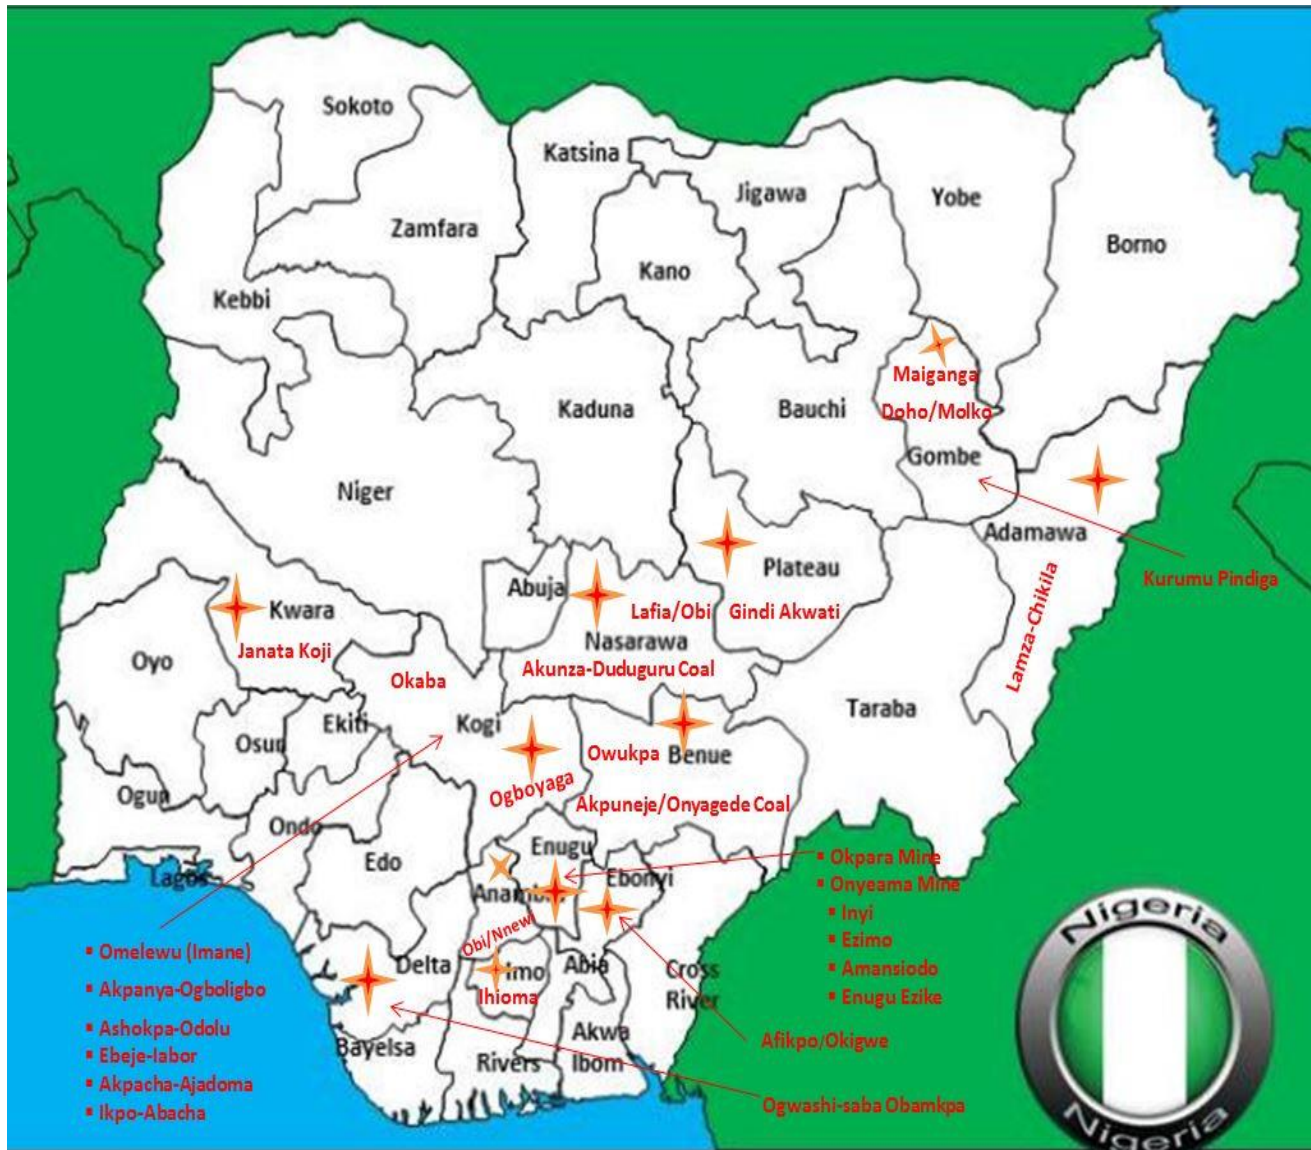 Sokoto
Katsina
Jigawa
Yobe
Zamfara
Borno
Kano
Kebbi
Maiganga
Kaduna
Bauchi
Doho/Molko
Gombe
Niger
Adamawa
Plateau
Kurumu Pindiga
Abuja
Kwara
Lafia/Obi
Gindi Akwati
Nasarawa
Lamza-Chikila
Janata Koji
Oyo
Akunza-Duduguru Coal
Okaba
Taraba
Kogi
Ekiti
Osun
Owukpa
Benue
Ogboyaga
Ogun
Akpuneje/Onyagede Coal
Ondo
Enugu
Edo
Lagos
Ebonyi
Anambra
▪ Okpara Mine
▪ Onyeama Mine
▪ Inyi
▪ Ezimo
▪ Amansiodo
▪ Enugu Ezike
Obi/Nnewi
Delta
Imo
Abia
Cross
River
Ihioma
Akwa
Ibom
Bayelsa
Rivers
Afikpo/Okigwe
Ogwashi-saba Obamkpa
▪ Omelewu (Imane)
▪ Akpanya-Ogboligbo
▪ Ashokpa-Odolu
▪ Ebeje-Iabor
▪ Akpacha-Ajadoma
▪ Ikpo-Abacha
Nigeria
Nigeria